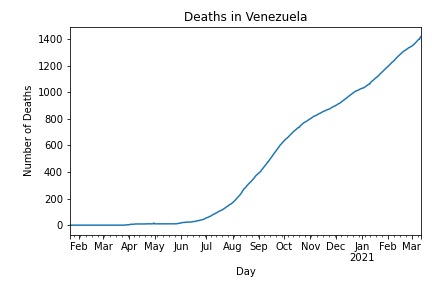 Deaths in Venezuela
1400
1200
1000
800
600
400
200
0
Number of Deaths
Feb Mar Apr May Jun Jul Aug Sep Oct Nov Dec Jan Feb Mar
2021
Day